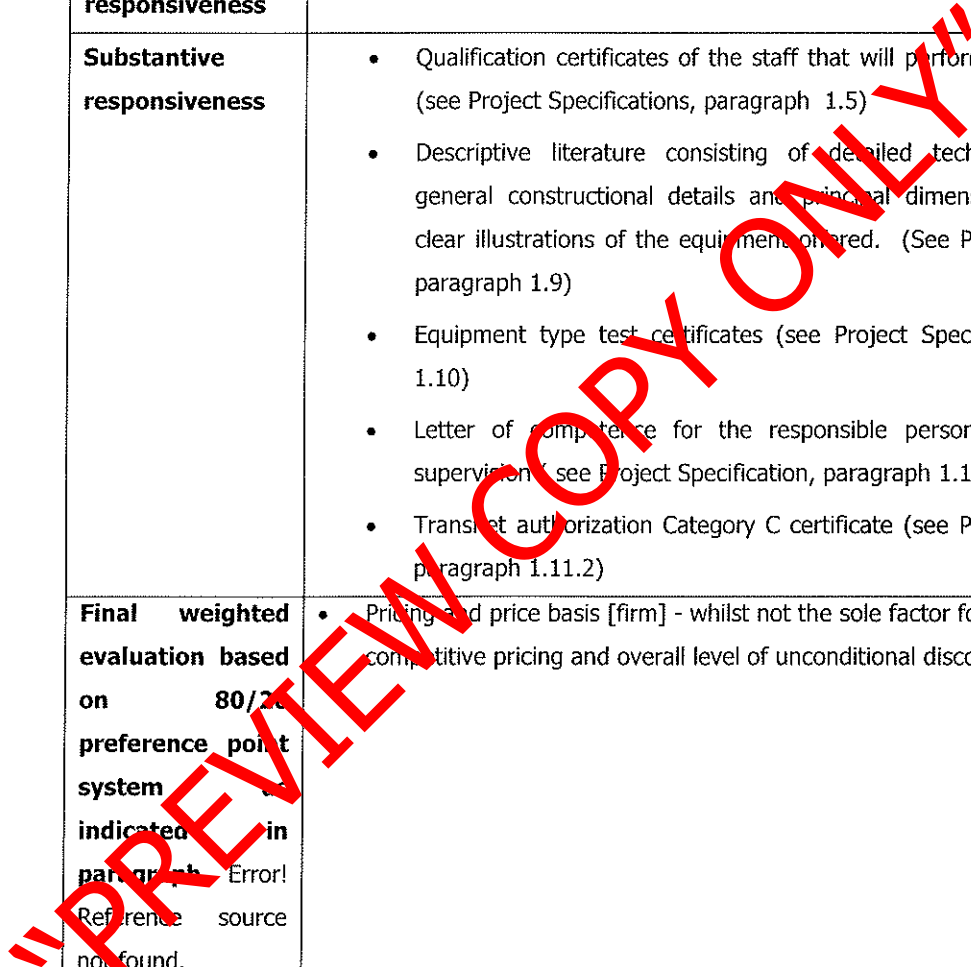 responsiveness
Substantive
responsiveness
• Qualification certificates of the staff that will perform
(see Project Specifications, paragraph 1.5)
• Descriptive literature consisting of detailed tech
general constructional details and principal dimens
clear illustrations of the equipment offered. (See P
paragraph 1.9)
• Equipment type test certificates (see Project Spec
1.10)
• Letter of competence for the responsible person
supervision ( see Project Specification, paragraph 1.1
• Transnet authorization Category C certificate (see P
paragraph 1.11.2)
Final weighted
evaluation based
on 80/20
preference point
system as
indicated in
paragraph Error!
Reference source
not found.
• Pricing and price basis [firm] - whilst not the sole factor fo
competitive pricing and overall level of unconditional disco
"PREVIEW COPY ONLY"